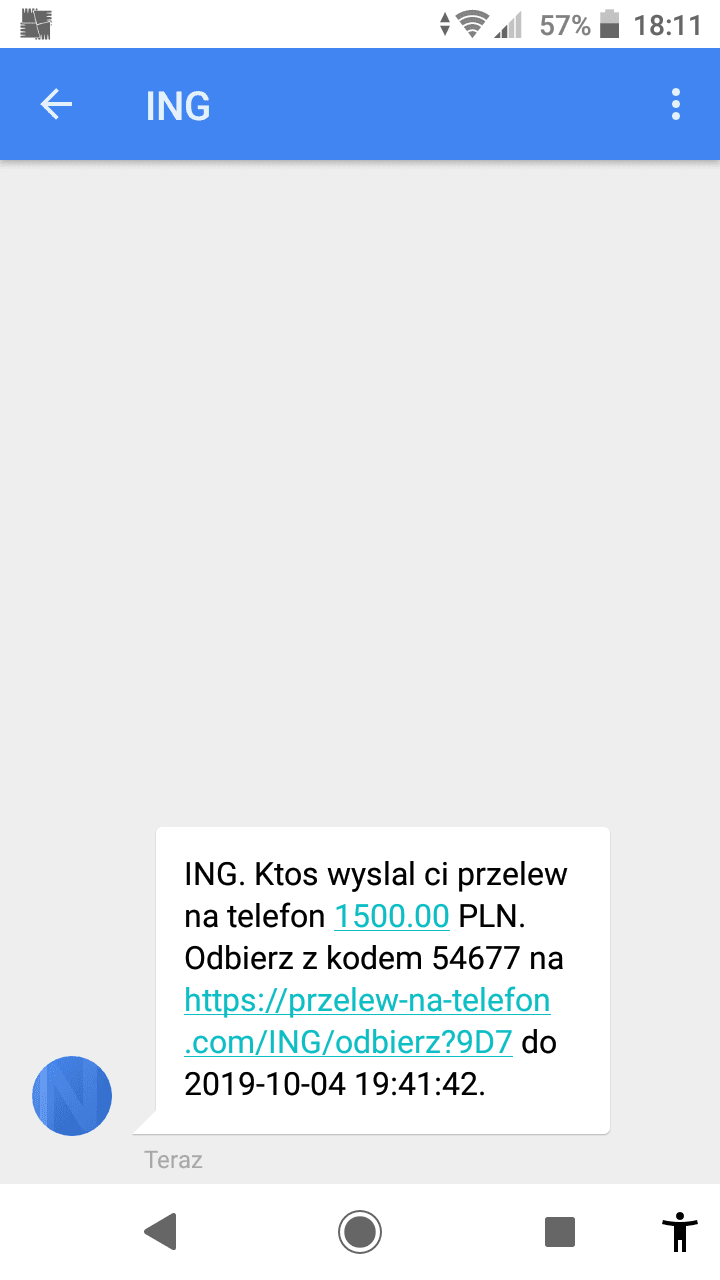 57% 18:11
ING
ING. Ktos wyslal ci przelew
na telefon 1500.00 PLN.
Odbierz z kodem 54677 na
https://przelew-na-telefon
.com/ING/odbierz?9D7 do
2019-10-04 19:41:42.
N
Teraz